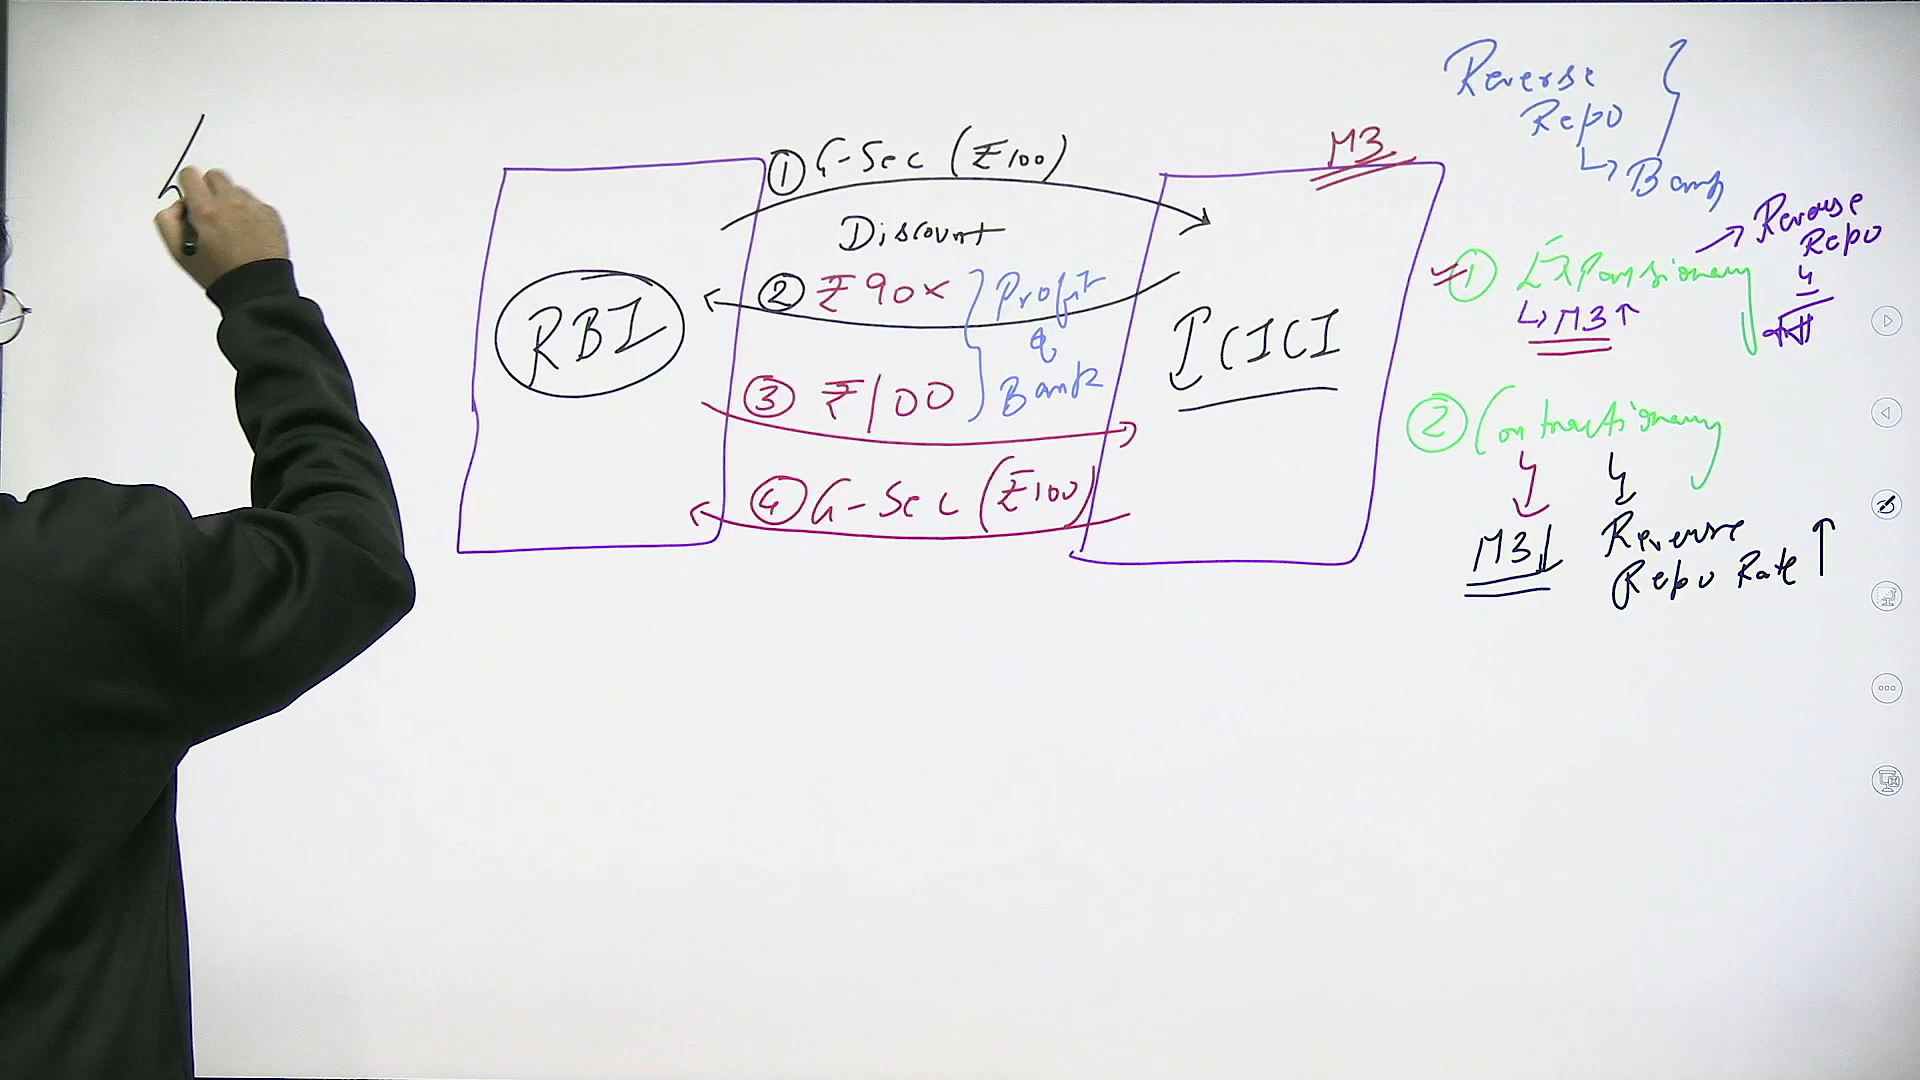 ① G-Sec (₹100)
Discount
② ₹90x
Profit
Q
Bank
③ ₹100
④ G-Sec (₹100)
RBI
ICICI
M3
Reverse
Repo
↳ Bank
① Expansionary → Reverse
Repo
↳ M3↑
② Contractionary
M3↓ Reverse
Repo Rate ↑